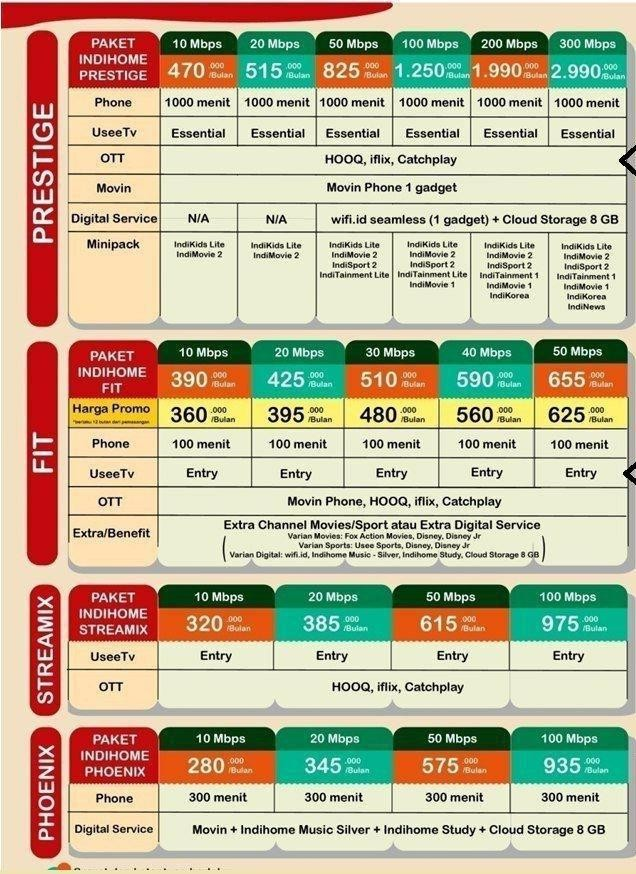 PRESTIGE
PAKET INDIHOME PRESTIGE 10 Mbps 20 Mbps 50 Mbps 100 Mbps 200 Mbps 300 Mbps
470 .000 /Bulan 515 .000 /Bulan 825 .000 /Bulan 1.250 .000 /Bulan 1.990 .000 /Bulan 2.990 .000 /Bulan
Phone 1000 menit 1000 menit 1000 menit 1000 menit 1000 menit 1000 menit
UseeTv Essential Essential Essential Essential Essential Essential
OTT HOOQ, iflix, Catchplay
Movin Movin Phone 1 gadget
Digital Service N/A N/A wifi.id seamless (1 gadget) + Cloud Storage 8 GB
Minipack IndiKids Lite IndiKids Lite IndiKids Lite IndiKids Lite IndiKids Lite IndiKids Lite
IndiMovie 2 IndiMovie 2 IndiMovie 2 IndiMovie 2 IndiMovie 2 IndiMovie 2
IndiSport 2 IndiSport 2 IndiSport 2 IndiSport 2
IndiTainment Lite IndiTainment Lite IndiTainment 1 IndiTainment 1
IndiMovie 1 IndiMovie 1 IndiMovie 1
IndiKorea IndiKorea
IndiNews
FIT
PAKET INDIHOME FIT 10 Mbps 20 Mbps 30 Mbps 40 Mbps 50 Mbps
390 .000 /Bulan 425 .000 /Bulan 510 .000 /Bulan 590 .000 /Bulan 655 .000 /Bulan
Harga Promo 360 .000 /Bulan 395 .000 /Bulan 480 .000 /Bulan 560 .000 /Bulan 625 .000 /Bulan
*berlaku 12 bulan dari pemasangan
Phone 100 menit 100 menit 100 menit 100 menit 100 menit
UseeTv Entry Entry Entry Entry Entry
OTT Movin Phone, HOOQ, iflix, Catchplay
Extra/Benefit Extra Channel Movies/Sport atau Extra Digital Service
( Varian Movies: Fox Action Movies, Disney, Disney Jr
Varian Sports: Usee Sports, Disney, Disney Jr
Varian Digital: wifi.id, Indihome Music - Silver, Indihome Study, Cloud Storage 8 GB )
STREAMIX
PAKET INDIHOME STREAMIX 10 Mbps 20 Mbps 50 Mbps 100 Mbps
320 .000 /Bulan 385 .000 /Bulan 615 .000 /Bulan 975 .000 /Bulan
UseeTv Entry Entry Entry Entry
OTT HOOQ, iflix, Catchplay
PHOENIX
PAKET INDIHOME PHOENIX 10 Mbps 20 Mbps 50 Mbps 100 Mbps
280 .000 /Bulan 345 .000 /Bulan 575 .000 /Bulan 935 .000 /Bulan
Phone 300 menit 300 menit 300 menit 300 menit
Digital Service Movin + Indihome Music Silver + Indihome Study + Cloud Storage 8 GB